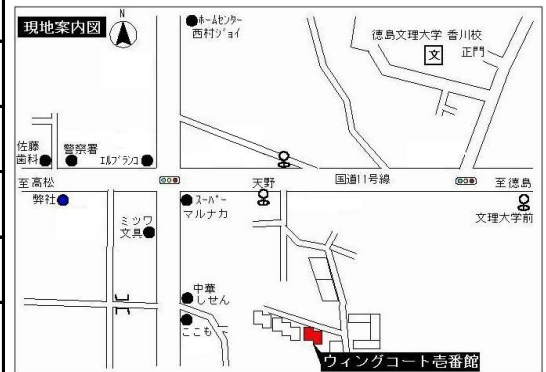 現地案内図
N
ホームセンター
西村ジョイ
徳島文理大学 香川校
文
正門
佐藤
歯科
警察署
エルブランコ
至高松
天野
国道11号線
至徳島
弊社
ミツワ
文具
スーパー
マルナカ
文理大学前
中華
しせん
ここも
ウィングコート壱番館